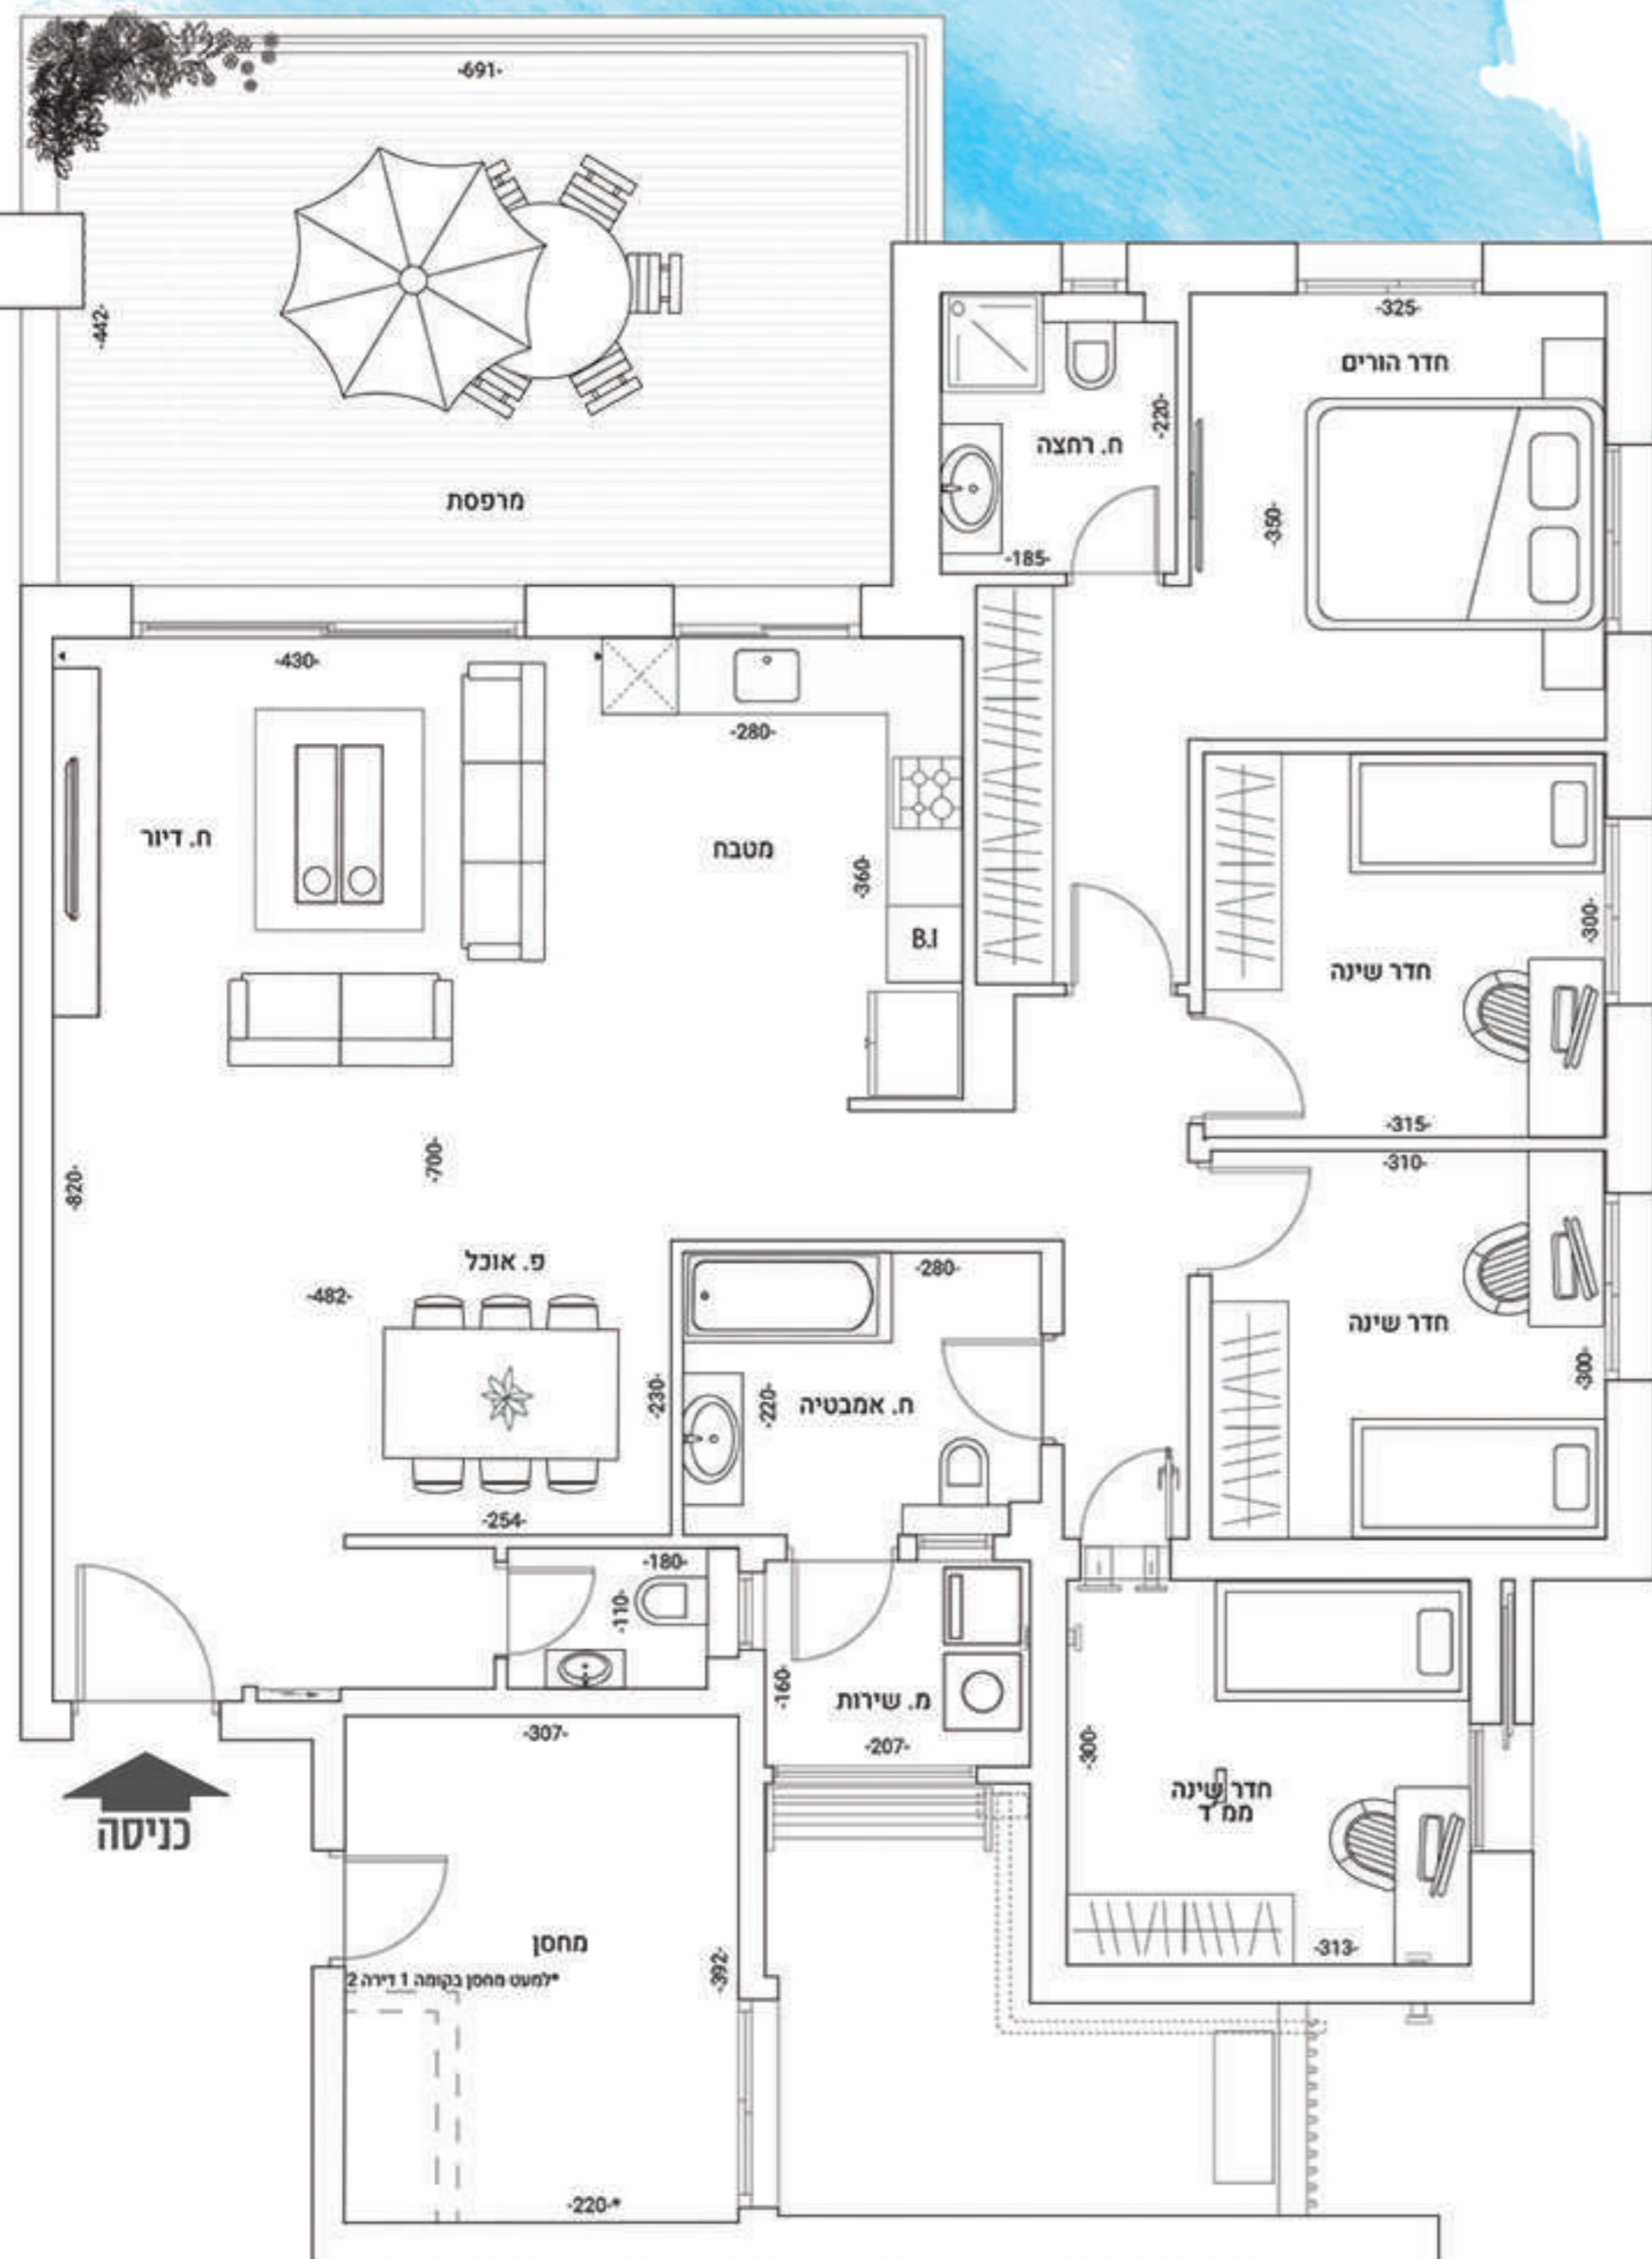 -691-
-442-
מרפסת
-325-
חדר הורים
-220-
ח. רחצה
-350-
-185-
-430-
-280-
ח. דיור
מטבח
-360-
B.I
-300-
חדר שינה
-315-
-310-
-700-
-820-
פ. אוכל
-482-
-280-
חדר שינה
-300-
-230-
-220-
ח. אמבטיה
-254-
-180-
-110-
-160-
מ. שירות
-207-
-307-
-300-
חדר שינה
ממ"ד
כניסה
-313-
מחסן
*למעט מחסן בקומה 1 דירה 2
-392-
-220-*